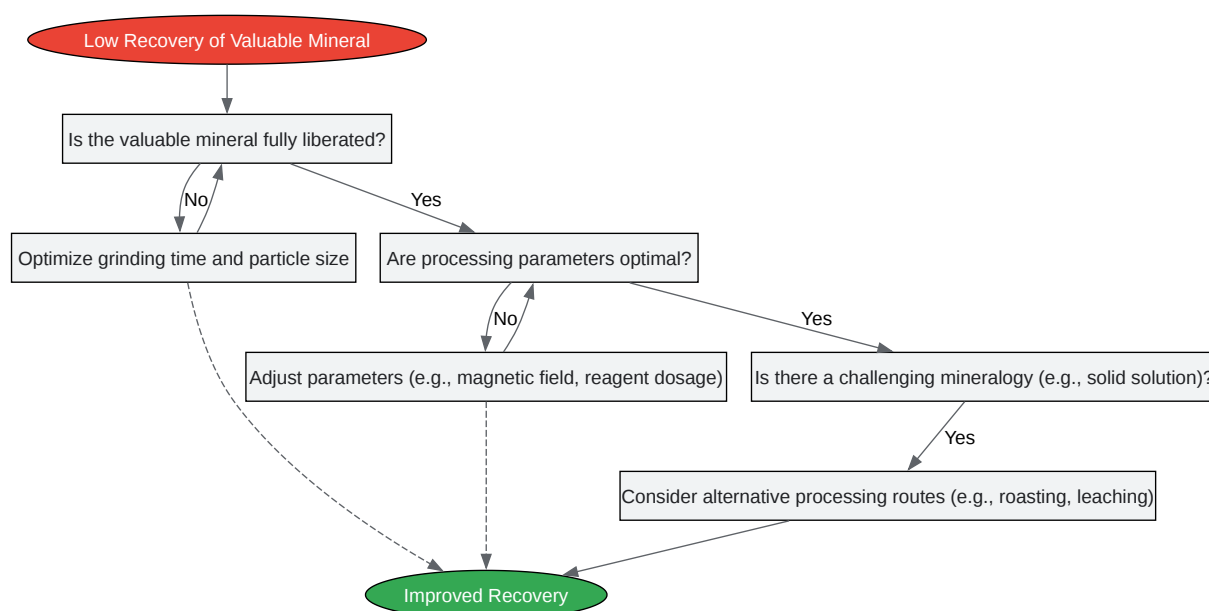 Low Recovery of Valuable Mineral
Is the valuable mineral fully liberated?
No
Yes
Optimize grinding time and particle size
Are processing parameters optimal?
No
Yes
Adjust parameters (e.g., magnetic field, reagent dosage)
Is there a challenging mineralogy (e.g., solid solution)?
Yes
Consider alternative processing routes (e.g., roasting, leaching)
Improved Recovery